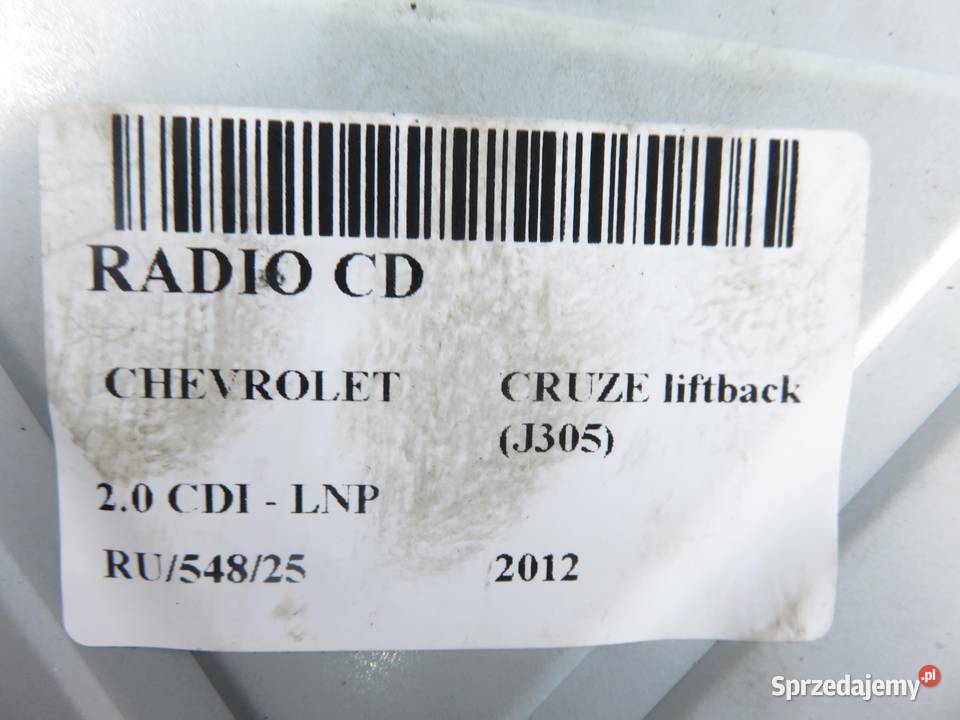 RADIO CD
CHEVROLET CRUZE liftback
(J305)
2.0 CDI - LNP
RU/548/25 2012
Sprzedajemy.pl